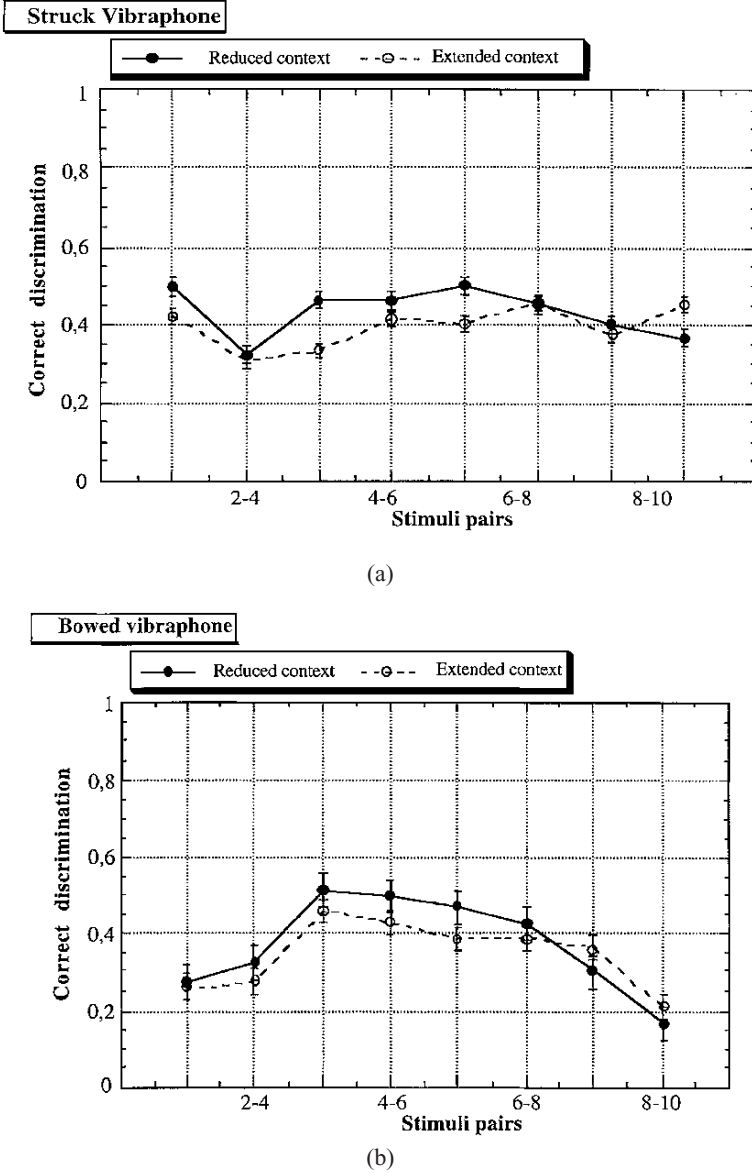 Struck Vibraphone
Reduced context Extended context
1
0,8
0,6
0,4
0,2
0
Correct discrimination
2-4 4-6 6-8 8-10
Stimuli pairs
(a)
Bowed vibraphone
Reduced context Extended context
1
0,8
0,6
0,4
0,2
0
Correct discrimination
2-4 4-6 6-8 8-10
Stimuli pairs
(b)